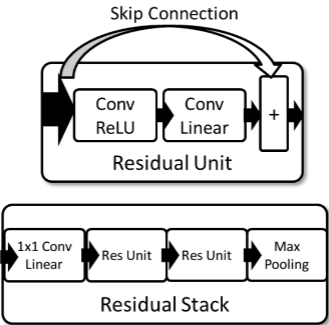 Skip Connection
Conv
ReLU
Conv
Linear
+
Residual Unit
1x1 Conv
Linear
Res Unit
Res Unit
Max
Pooling
Residual Stack